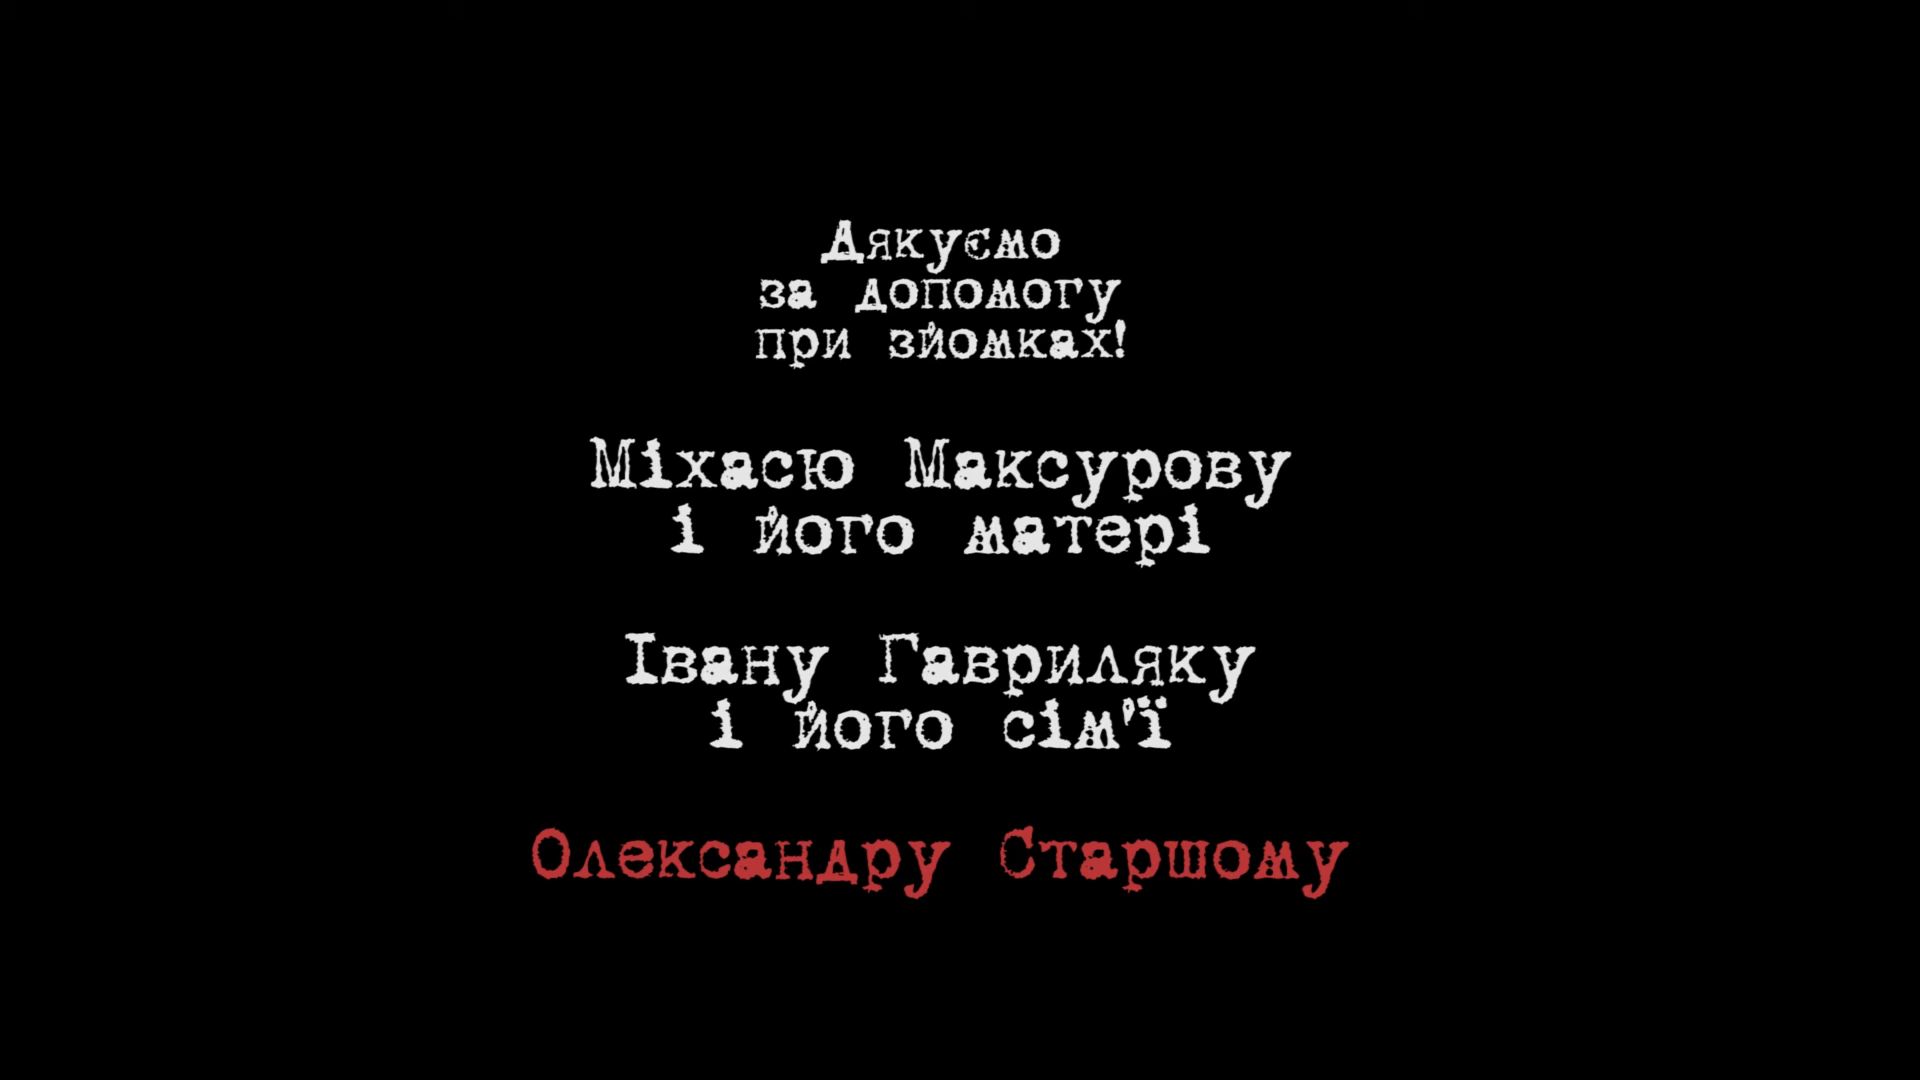 Дякуємо
за допомогу
при зйомках!
Міхасю Максурову
і його матері
Івану Гавриляку
і його сім'ї
Олександру Старшому